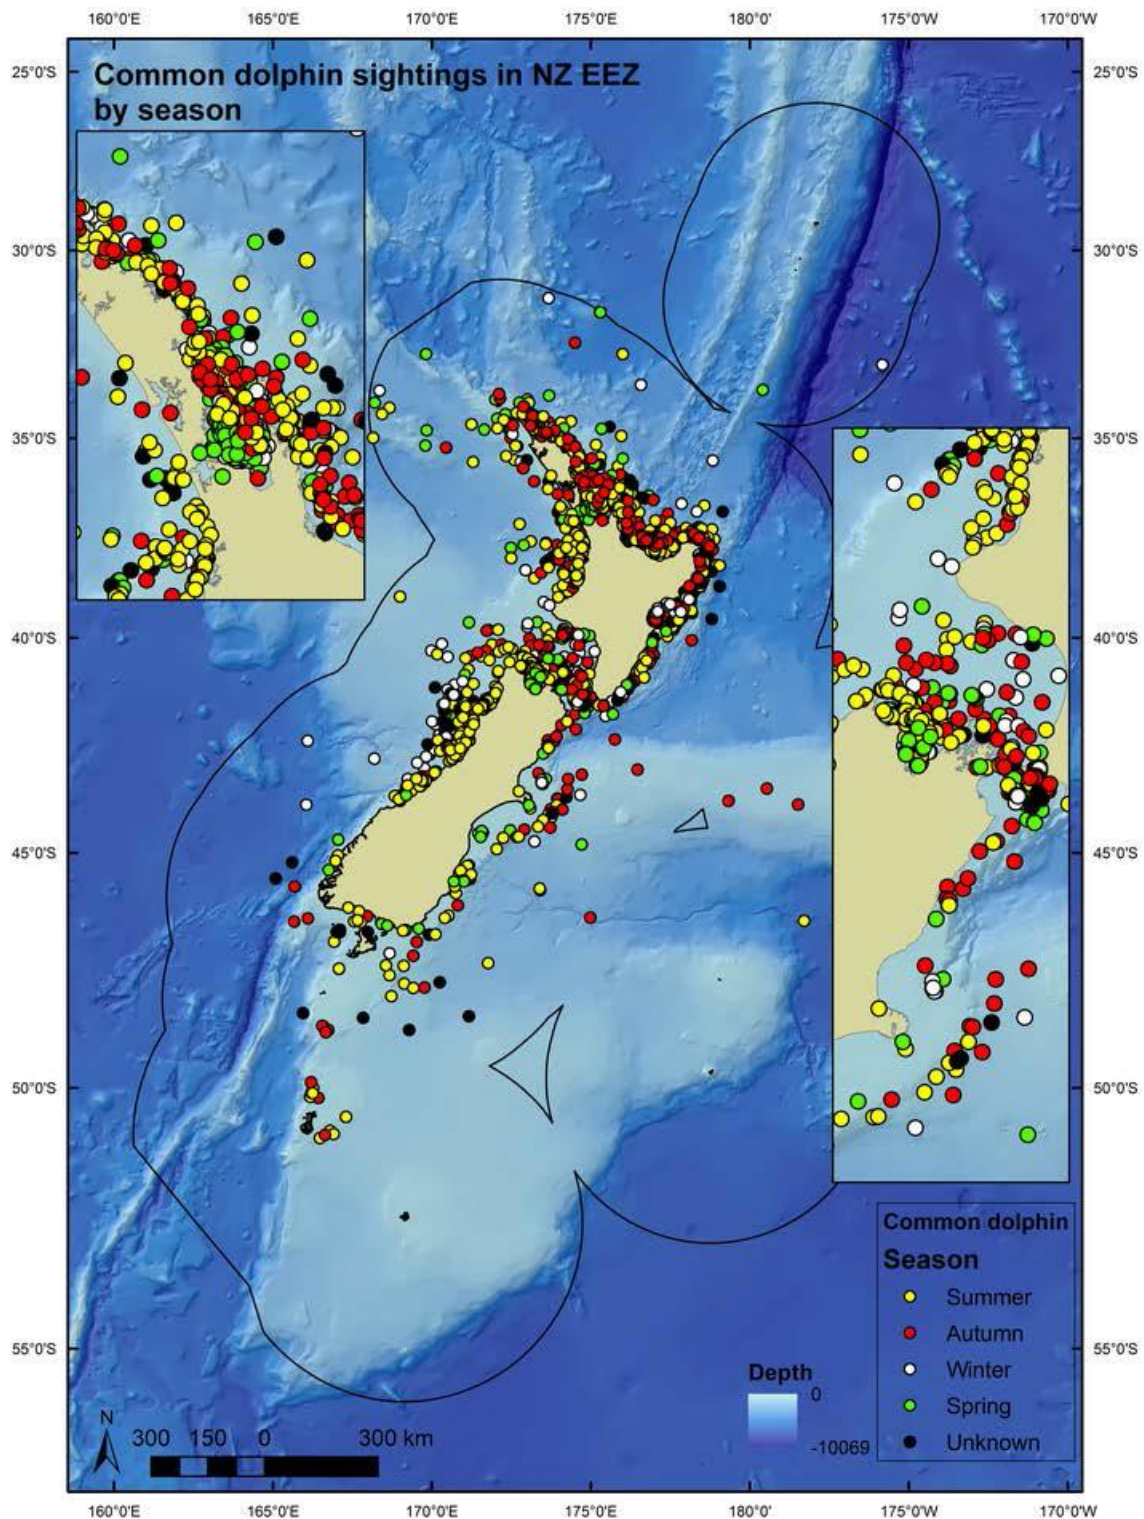 160°0'E 165°0'E 170°0'E 175°0'E 180°0' 175°0'W 170°0'W
Common dolphin sightings in NZ EEZ
by season
25°0'S 25°0'S
30°0'S 30°0'S
35°0'S 35°0'S
40°0'S 40°0'S
45°0'S 45°0'S
50°0'S 50°0'S
55°0'S 55°0'S
Common dolphin
Season
Summer
Autumn
Winter
Spring
Unknown
Depth
0
-10069
N
300 150 0 300 km
160°0'E 165°0'E 170°0'E 175°0'E 180°0' 175°0'W 170°0'W